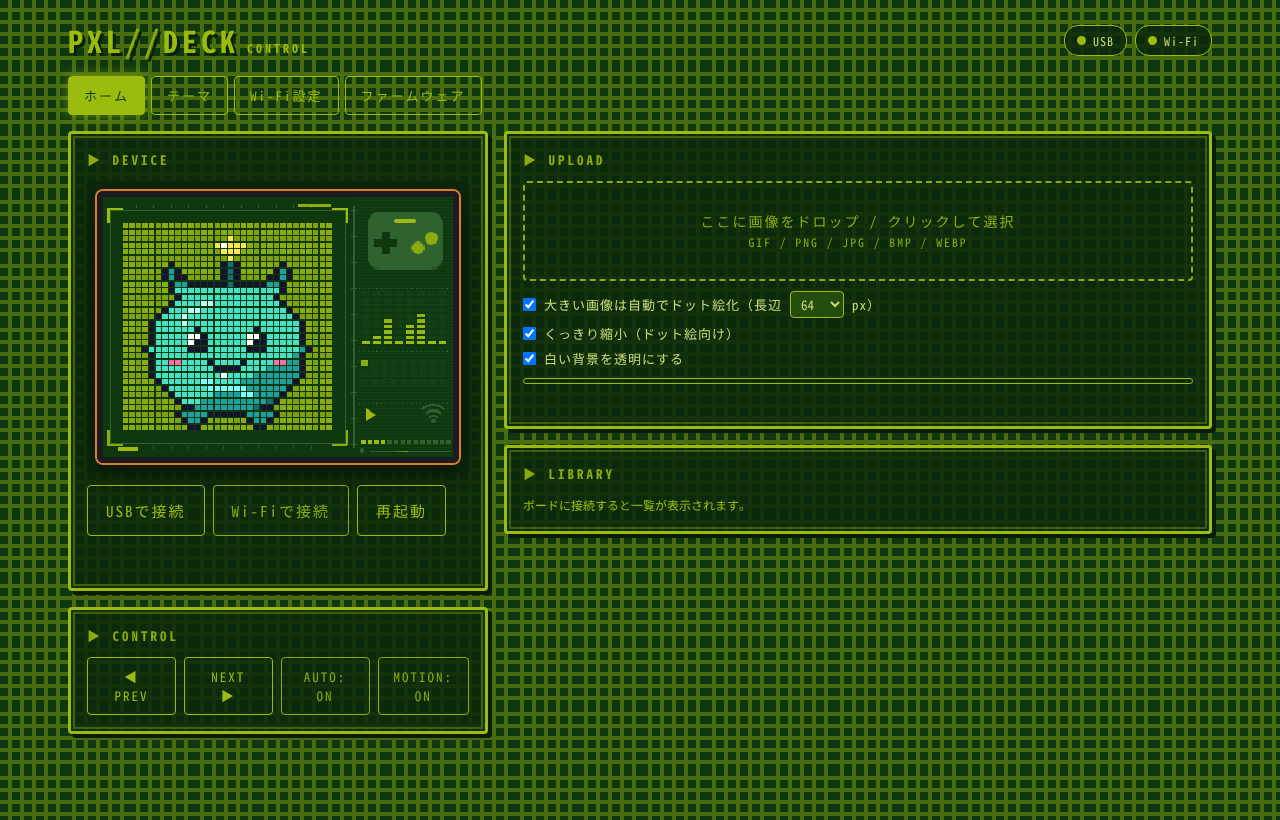 PXL//DECK CONTROL
USB
Wi-Fi
ホーム
テーマ
Wi-Fi設定
ファームウェア
▶ DEVICE
USBで接続
Wi-Fiで接続
再起動
▶ CONTROL
◀ PREV
NEXT ▶
AUTO: ON
MOTION: ON
▶ UPLOAD
ここに画像をドロップ / クリックして選択
GIF / PNG / JPG / BMP / WEBP
大きい画像は自動でドット絵化（長辺 64 px）
くっきり縮小（ドット絵向け）
白い背景を透明にする
▶ LIBRARY
ボードに接続すると一覧が表示されます。